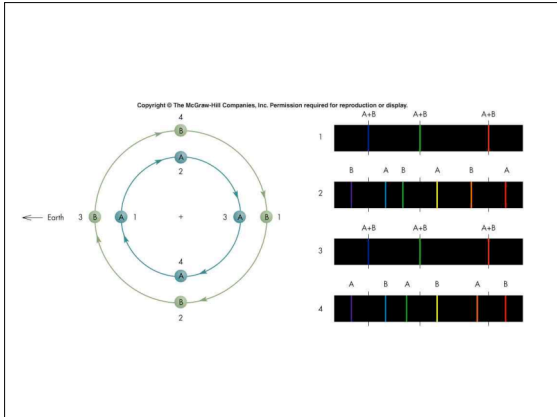 Copyright © The McGraw-Hill Companies, Inc. Permission required for reproduction or display.
4
B
A
2
Earth
3 B
A 1
+
3 A
B 1
4
A
B
2
A+B A+B A+B
1
B A B A B A
2
A+B A+B A+B
3
A B A B A B
4